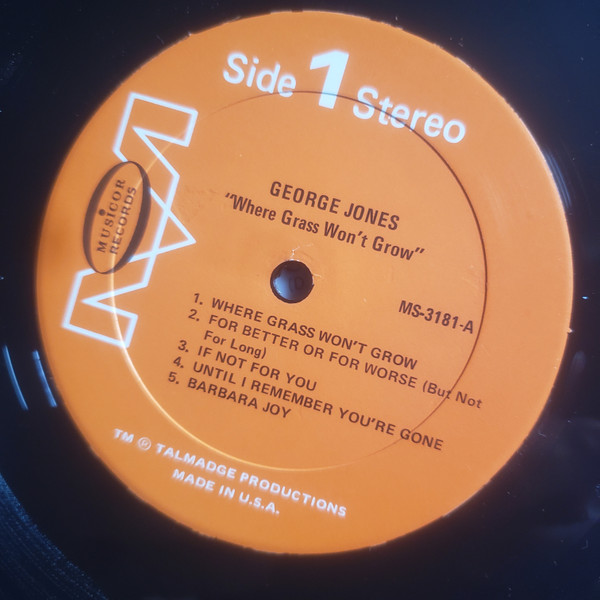 Side 1 Stereo
MUSICOR
RECORDS
GEORGE JONES
"Where Grass Won't Grow"
MS-3181-A
1. WHERE GRASS WON'T GROW
2. FOR BETTER OR FOR WORSE (But Not
For Long)
3. IF NOT FOR YOU
4. UNTIL I REMEMBER YOU'RE GONE
5. BARBARA JOY
TM ℗ TALMADGE PRODUCTIONS
MADE IN U.S.A.